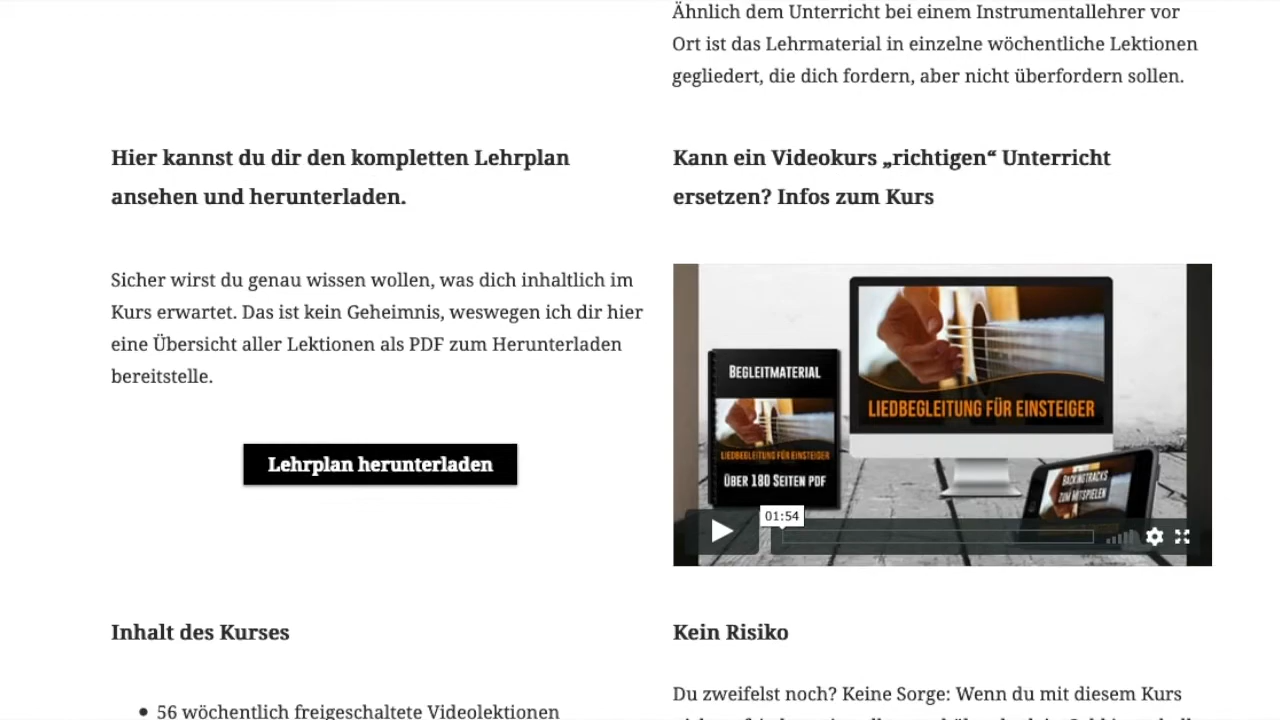 Ähnlich dem Unterricht bei einem Instrumentallehrer vor
Ort ist das Lehrmaterial in einzelne wöchentliche Lektionen
gegliedert, die dich fordern, aber nicht überfordern sollen.
Hier kannst du dir den kompletten Lehrplan
ansehen und herunterladen.
Sicher wirst du genau wissen wollen, was dich inhaltlich im
Kurs erwartet. Das ist kein Geheimnis, weswegen ich dir hier
eine Übersicht aller Lektionen als PDF zum Herunterladen
bereitstelle.
Lehrplan herunterladen
Kann ein Videokurs „richtigen“ Unterricht
ersetzen? Infos zum Kurs
BEGLEITMATERIAL
LIEDBEGLEITUNG FÜR EINSTEIGER
ÜBER 180 SEITEN PDF
LIEDBEGLEITUNG FÜR EINSTEIGER
BACKINGTRACKS
ZUM MITSPIELEN
01:54
Inhalt des Kurses
56 wöchentlich freigeschaltete Videolektionen
Kein Risiko
Du zweifelst noch? Keine Sorge: Wenn du mit diesem Kurs